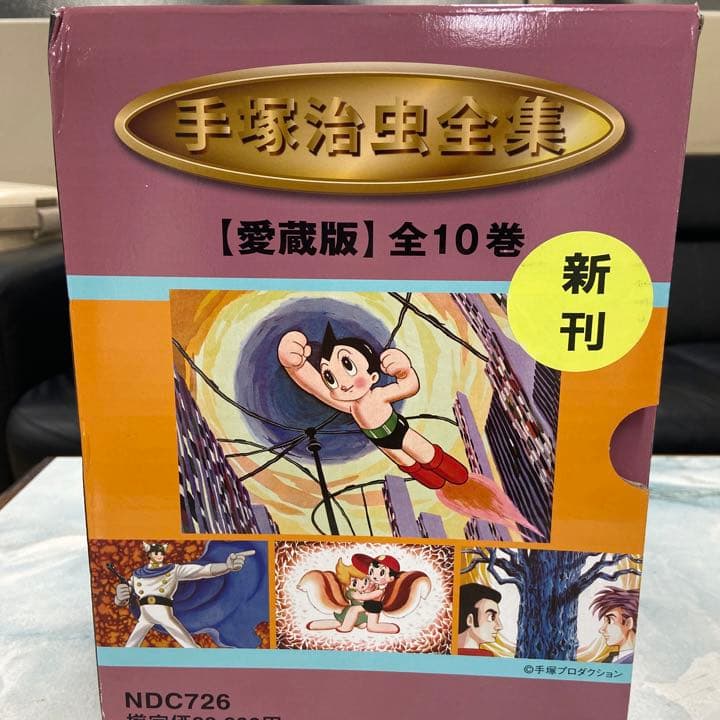 手塚治虫全集
【愛蔵版】全10巻
新
刊
©手塚プロダクション
NDC726